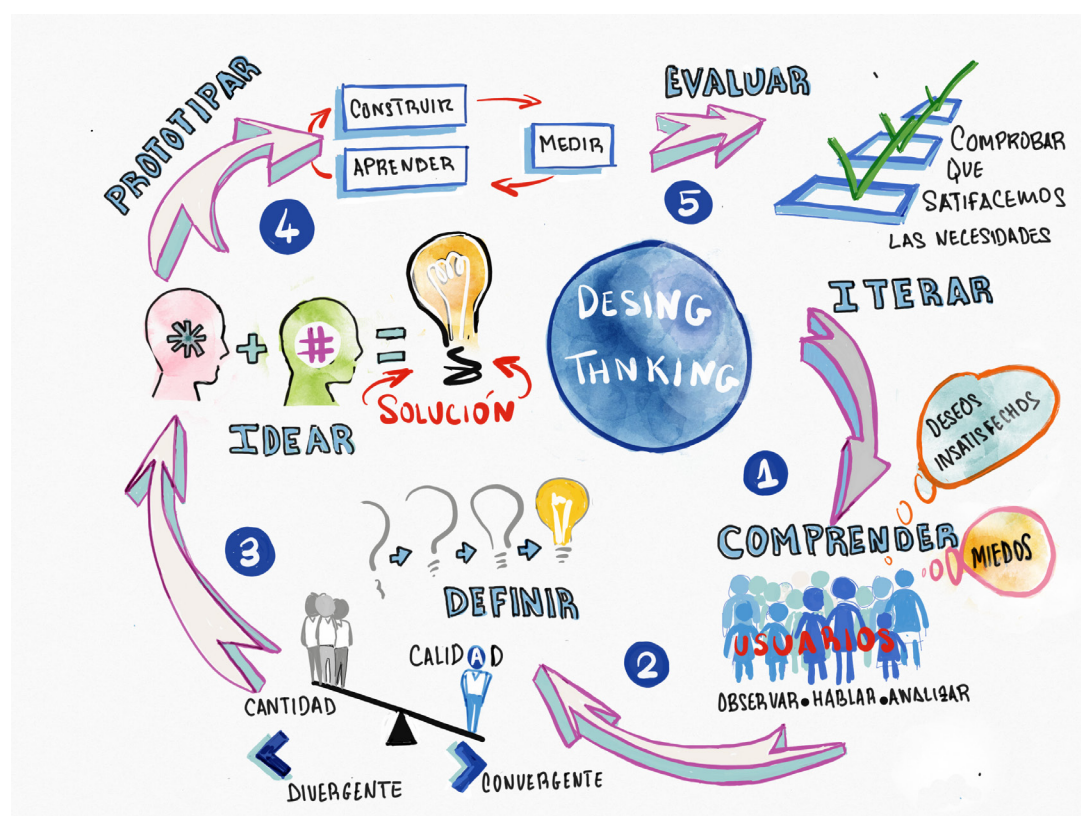 PROTOTIPAR
CONSTRUIR
APRENDER
MEDIR
4
EVALUAR
5
COMPROBAR
QUE
SATIFACEMOS
LAS NECESIDADES
ITERAR
DESING
THNKING
*
+
#
=
SOLUCIÓN
IDEAR
DESEOS
INSATISFECHOS
1
COMPRENDER
MIEDOS
USUARIOS
OBSERVAR • HABLAR • ANALIZAR
2
DEFINIR
3
CALIDAD
CANTIDAD
DIVERGENTE
CONVERGENTE